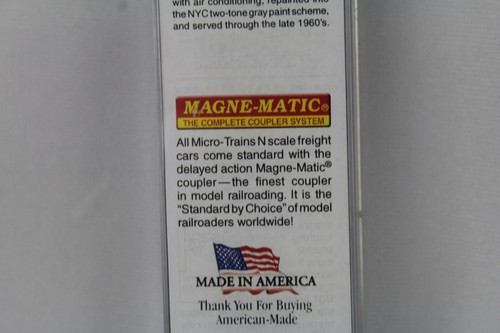 with air conditioning, repainted into
the NYC two-tone gray paint scheme,
and served through the late 1960's.
MAGNE-MATIC®
THE COMPLETE COUPLER SYSTEM
All Micro-Trains N scale freight
cars come standard with the
delayed action Magne-Matic®
coupler—the finest coupler
in model railroading. It is the
"Standard by Choice" of model
railroaders worldwide!
MADE IN AMERICA
Thank You For Buying
American-Made